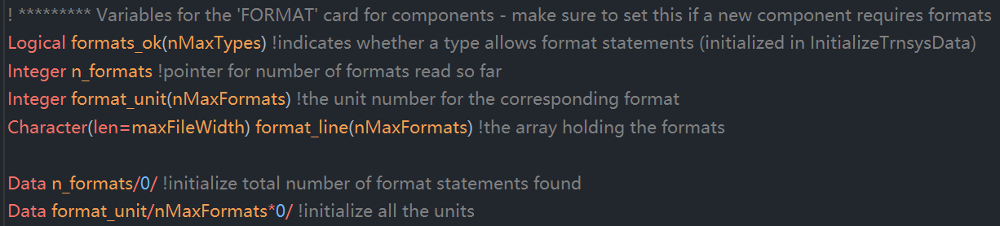 ! ********* Variables for the 'FORMAT' card for components - make sure to set this if a new component requires formats
Logical formats_ok(nMaxTypes) !indicates whether a type allows format statements (initialized in InitializeTrnsysData)
Integer n_formats !pointer for number of formats read so far
Integer format_unit(nMaxFormats) !the unit number for the corresponding format
Character(len=maxFileWidth) format_line(nMaxFormats) !the array holding the formats
Data n_formats/0/ !initialize total number of format statements found
Data format_unit/nMaxFormats*0/ !initialize all the units